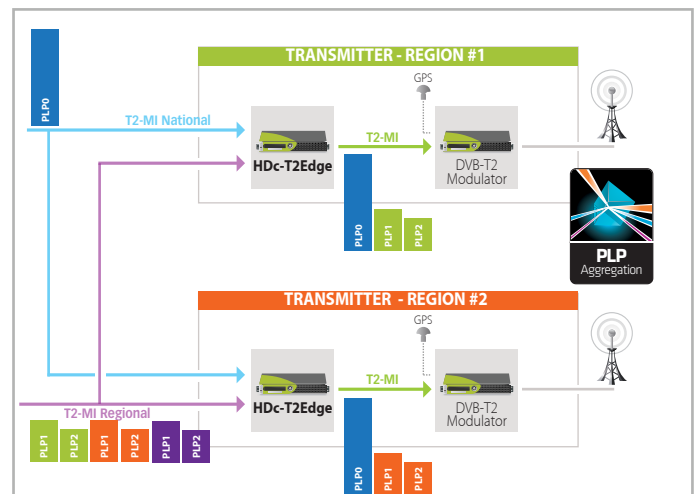 TRANSMITTER - REGION #1
GPS
PLP0
T2-MI National
T2-MI
HDc-T2Edge
DVB-T2
Modulator
PLP0
PLP1
PLP2
PLP
Aggregation
TRANSMITTER - REGION #2
GPS
T2-MI
HDc-T2Edge
DVB-T2
Modulator
T2-MI Regional
PLP1
PLP2
PLP1
PLP2
PLP1
PLP2
PLP0
PLP1
PLP2